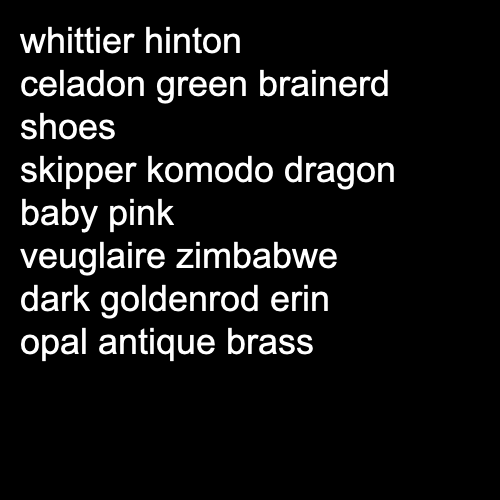 whittier hinton
celadon green brainerd
shoes
skipper komodo dragon
baby pink
veuglaire zimbabwe
dark goldenrod erin
opal antique brass